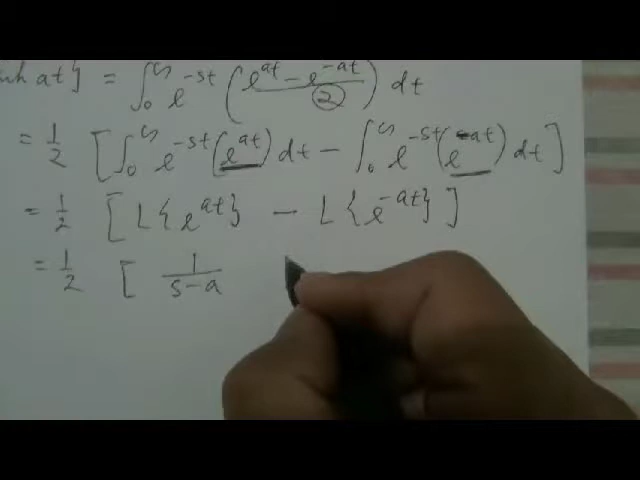 at} = ∫₀^∞ e^{-st} ( (e^{at} - e^{-at}) / 2 ) dt
= 1/2 [ ∫₀^∞ e^{-st} (e^{at}) dt - ∫₀^∞ e^{-st} (e^{-at}) dt ]
= 1/2 [ L{e^{at}} - L{e^{-at}} ]
= 1/2 [ 1/(s-a)